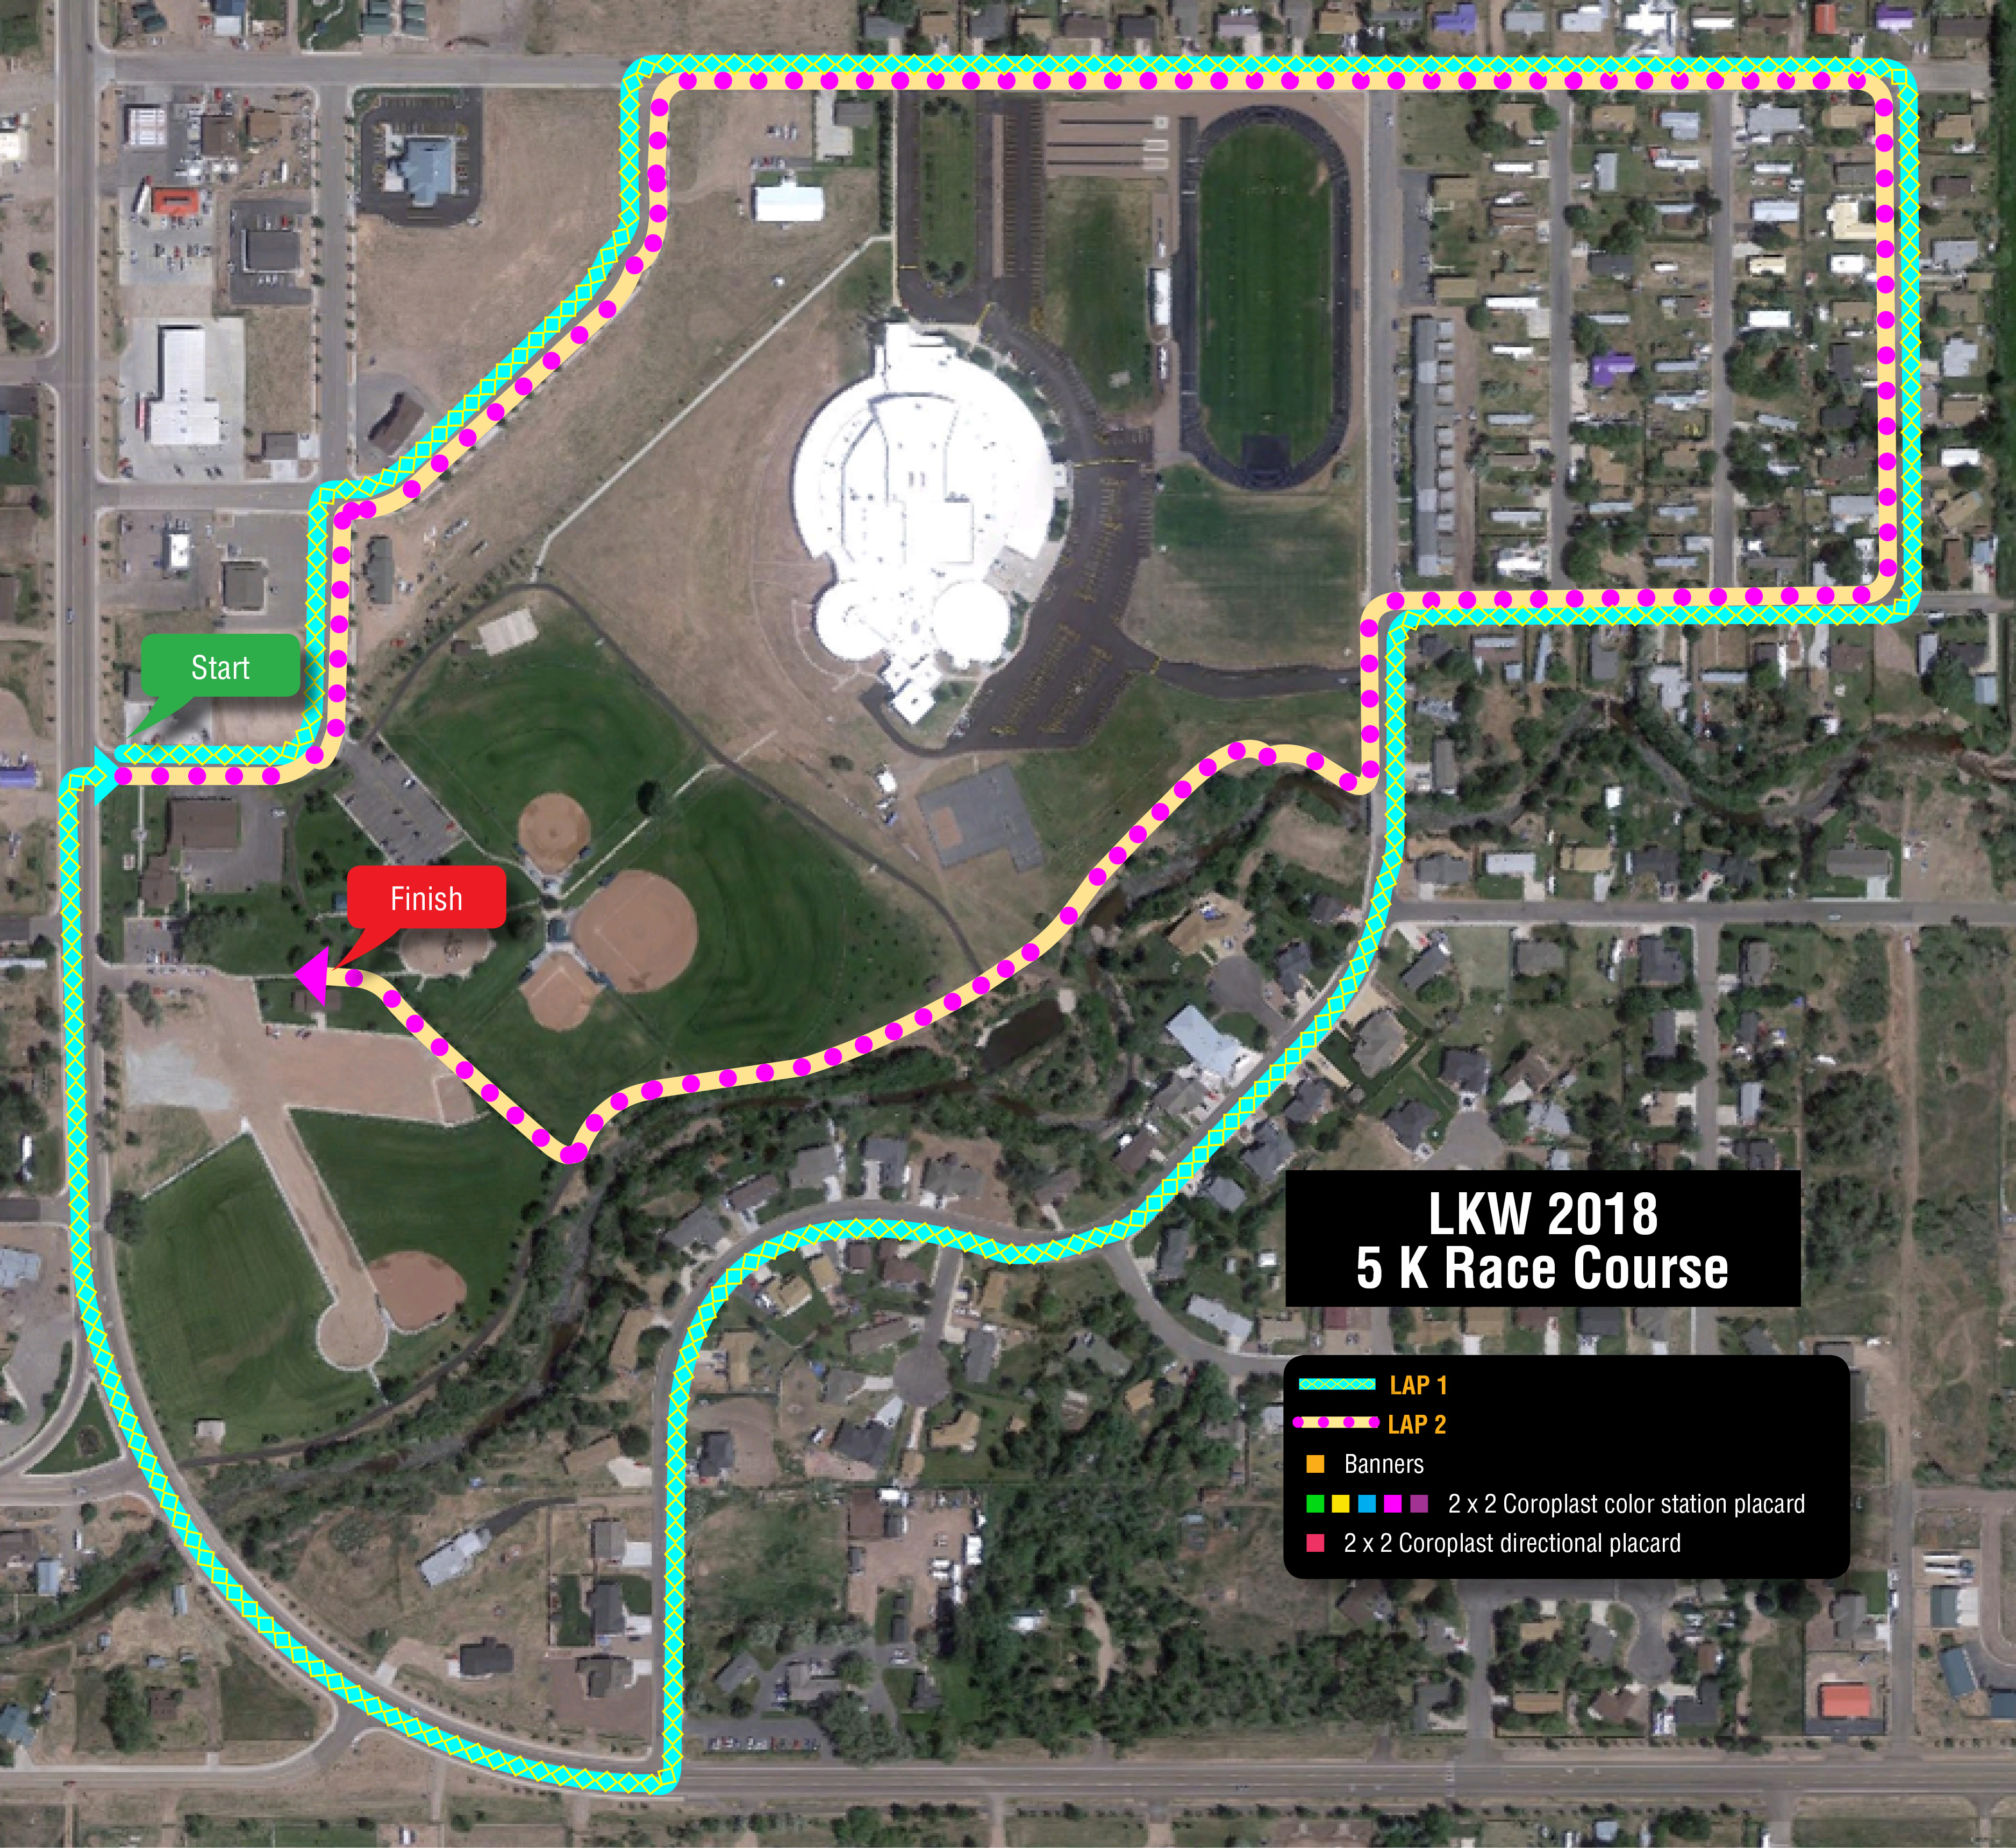 Start
Finish
LKW 2018
5 K Race Course
LAP 1
LAP 2
Banners
2 x 2 Coroplast color station placard
2 x 2 Coroplast directional placard